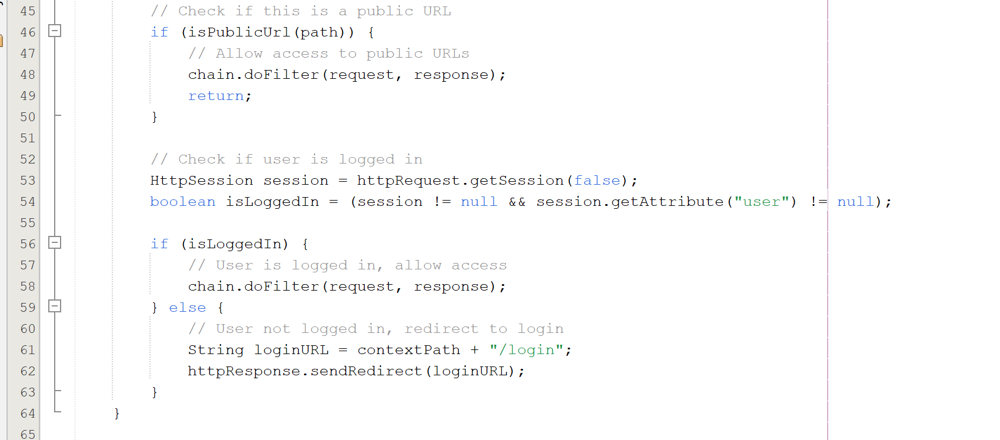 45 // Check if this is a public URL
46 if (isPublicUrl(path)) {
47 // Allow access to public URLs
48 chain.doFilter(request, response);
49 return;
50 }
51
52 // Check if user is logged in
53 HttpSession session = httpRequest.getSession(false);
54 boolean isLoggedIn = (session != null && session.getAttribute("user") != null);
55
56 if (isLoggedIn) {
57 // User is logged in, allow access
58 chain.doFilter(request, response);
59 } else {
60 // User not logged in, redirect to login
61 String loginURL = contextPath + "/login";
62 httpResponse.sendRedirect(loginURL);
63 }
64 }
65